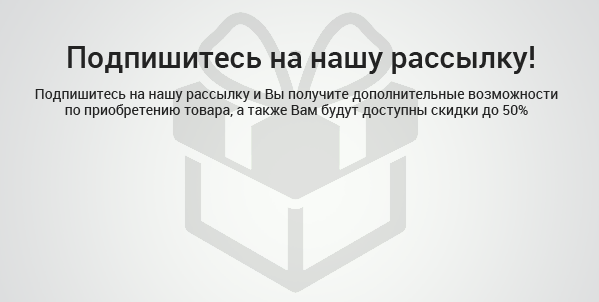 Подпишитесь на нашу рассылку!
Подпишитесь на нашу рассылку и Вы получите дополнительные возможности
по приобретению товара, а также Вам будут доступны скидки до 50%